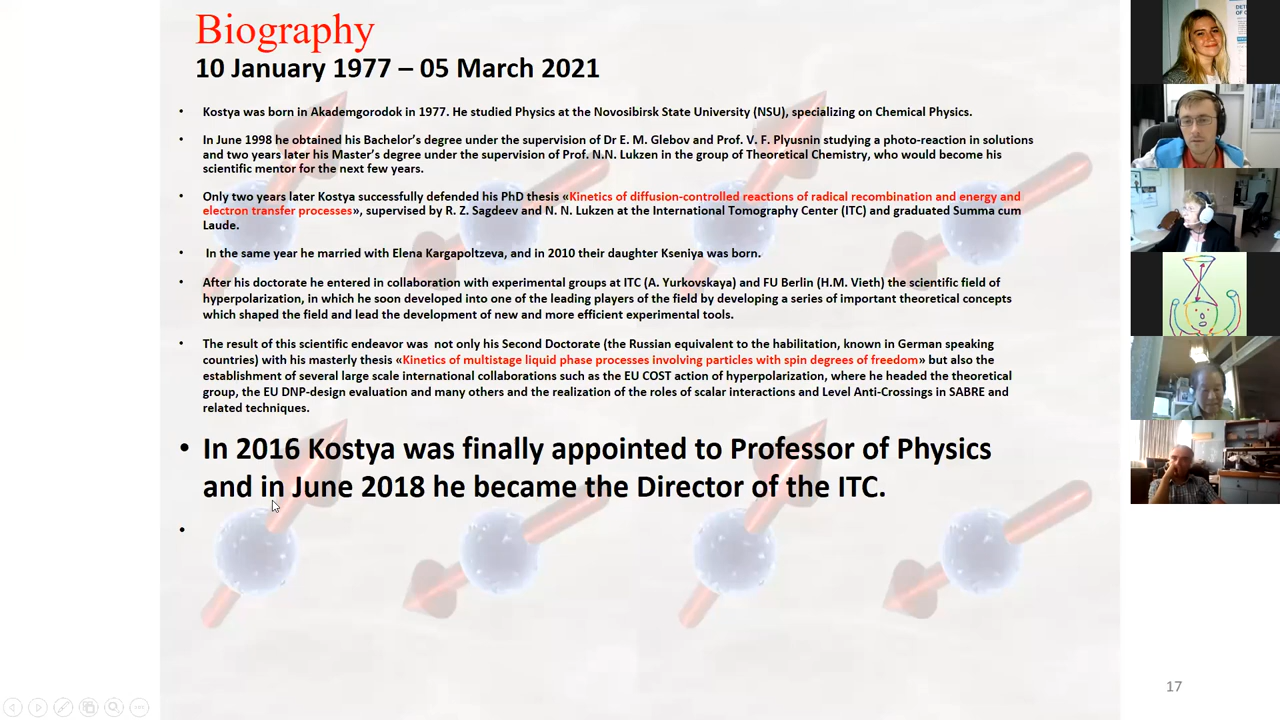 Biography
10 January 1977 – 05 March 2021
• Kostya was born in Akademgorodok in 1977. He studied Physics at the Novosibirsk State University (NSU), specializing on Chemical Physics.
• In June 1998 he obtained his Bachelor’s degree under the supervision of Dr E. M. Glebov and Prof. V. F. Plyusnin studying a photo-reaction in solutions
and two years later his Master’s degree under the supervision of Prof. N.N. Lukzen in the group of Theoretical Chemistry, who would become his
scientific mentor for the next few years.
• Only two years later Kostya successfully defended his PhD thesis «Kinetics of diffusion-controlled reactions of radical recombination and energy and
electron transfer processes», supervised by R. Z. Sagdeev and N. N. Lukzen at the International Tomography Center (ITC) and graduated Summa cum
Laude.
• In the same year he married with Elena Kargapoltzeva, and in 2010 their daughter Kseniya was born.
• After his doctorate he entered in collaboration with experimental groups at ITC (A. Yurkovskaya) and FU Berlin (H.M. Vieth) the scientific field of
hyperpolarization, in which he soon developed into one of the leading players of the field by developing a series of important theoretical concepts
which shaped the field and lead the development of new and more efficient experimental tools.
• The result of this scientific endeavor was not only his Second Doctorate (the Russian equivalent to the habilitation, known in German speaking
countries) with his masterly thesis «Kinetics of multistage liquid phase processes involving particles with spin degrees of freedom» but also the
establishment of several large scale international collaborations such as the EU COST action of hyperpolarization, where he headed the theoretical
group, the EU DNP-design evaluation and many others and the realization of the roles of scalar interactions and Level Anti-Crossings in SABRE and
related techniques.
• In 2016 Kostya was finally appointed to Professor of Physics
and in June 2018 he became the Director of the ITC.
•
17